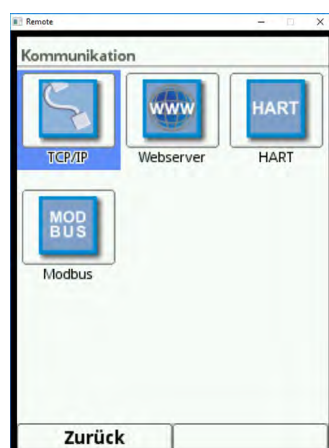 Remote
Kommunikation
WWW
HART
TCP/IP
Webserver
HART
MOD
BUS
Modbus
Zurück